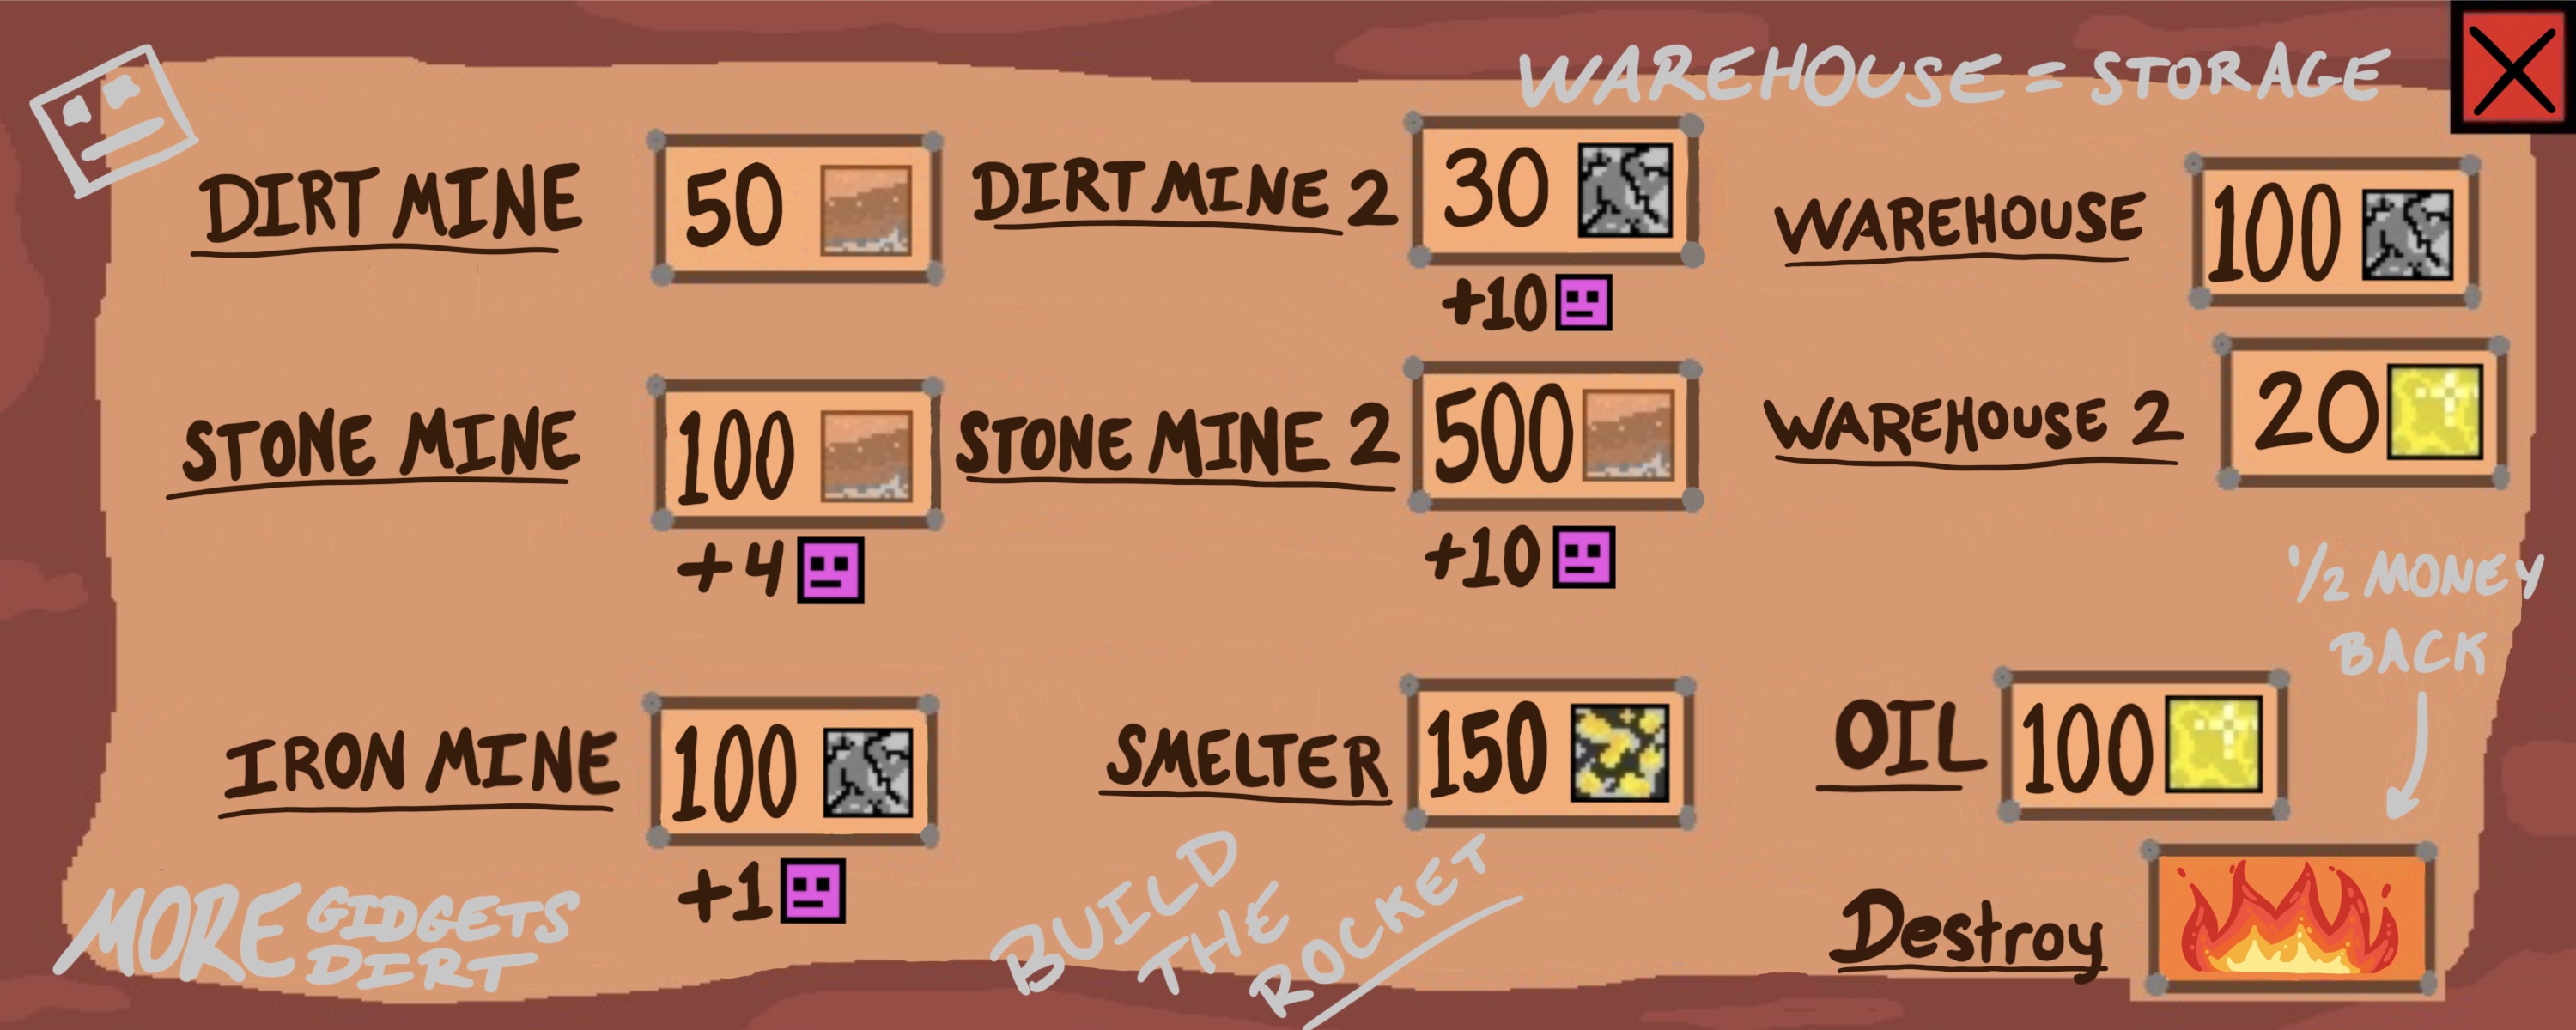 WAREHOUSE = STORAGE
DIRT MINE 50
DIRT MINE 2 30
+10
WAREHOUSE 100
STONE MINE 100
+4
STONE MINE 2 500
+10
WAREHOUSE 2 20
1/2 MONEY
BACK
IRON MINE 100
+1
SMELTER 150
OIL 100
Destroy
MORE GIDGETS
DIRT
BUILD
THE
ROCKET